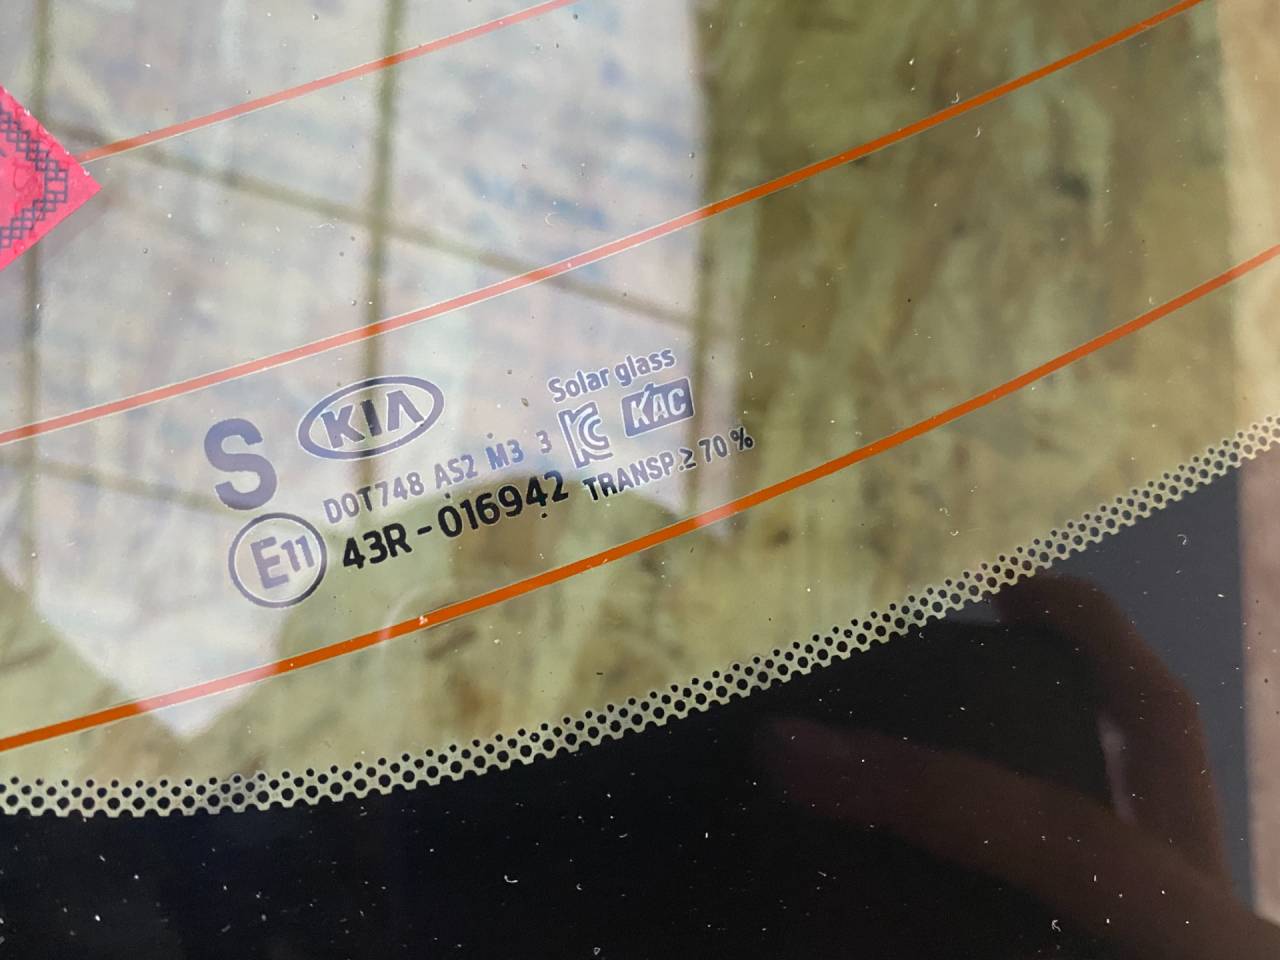 Solar glass
S KIA
DOT748 AS2 M3 3 KC KAC
E11 43R-016942 TRANSP.≥70%